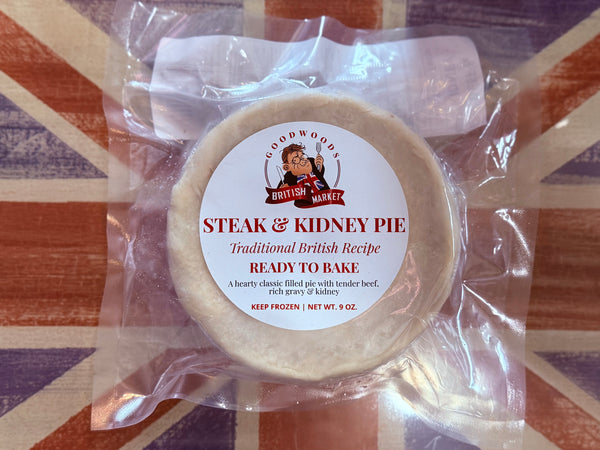 GOODWOODS
BRITISH MARKET
STEAK & KIDNEY PIE
Traditional British Recipe
READY TO BAKE
A hearty classic filled pie with tender beef,
rich gravy & kidney
KEEP FROZEN | NET WT. 9 OZ.